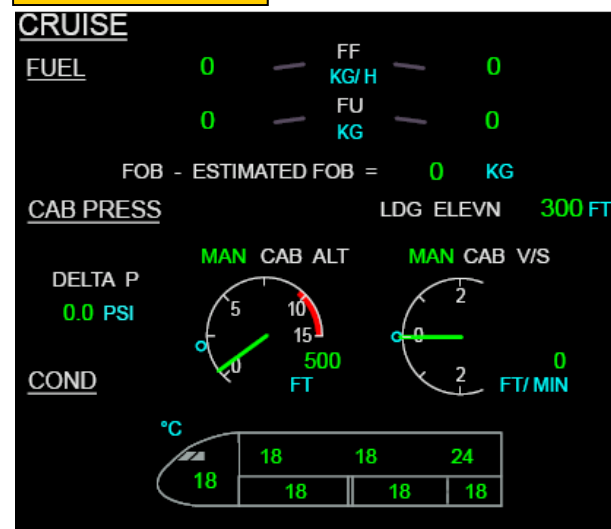 CRUISE
FUEL 0 FF 0
KG/H
0 FU 0
KG
FOB - ESTIMATED FOB = 0 KG
CAB PRESS LDG ELEVN 300 FT
MAN CAB ALT MAN CAB V/S
DELTA P
0.0 PSI
5 10 2
15 0
0 500 2 0
FT FT/MIN
COND
°C
18 18 24
18 18 18 18